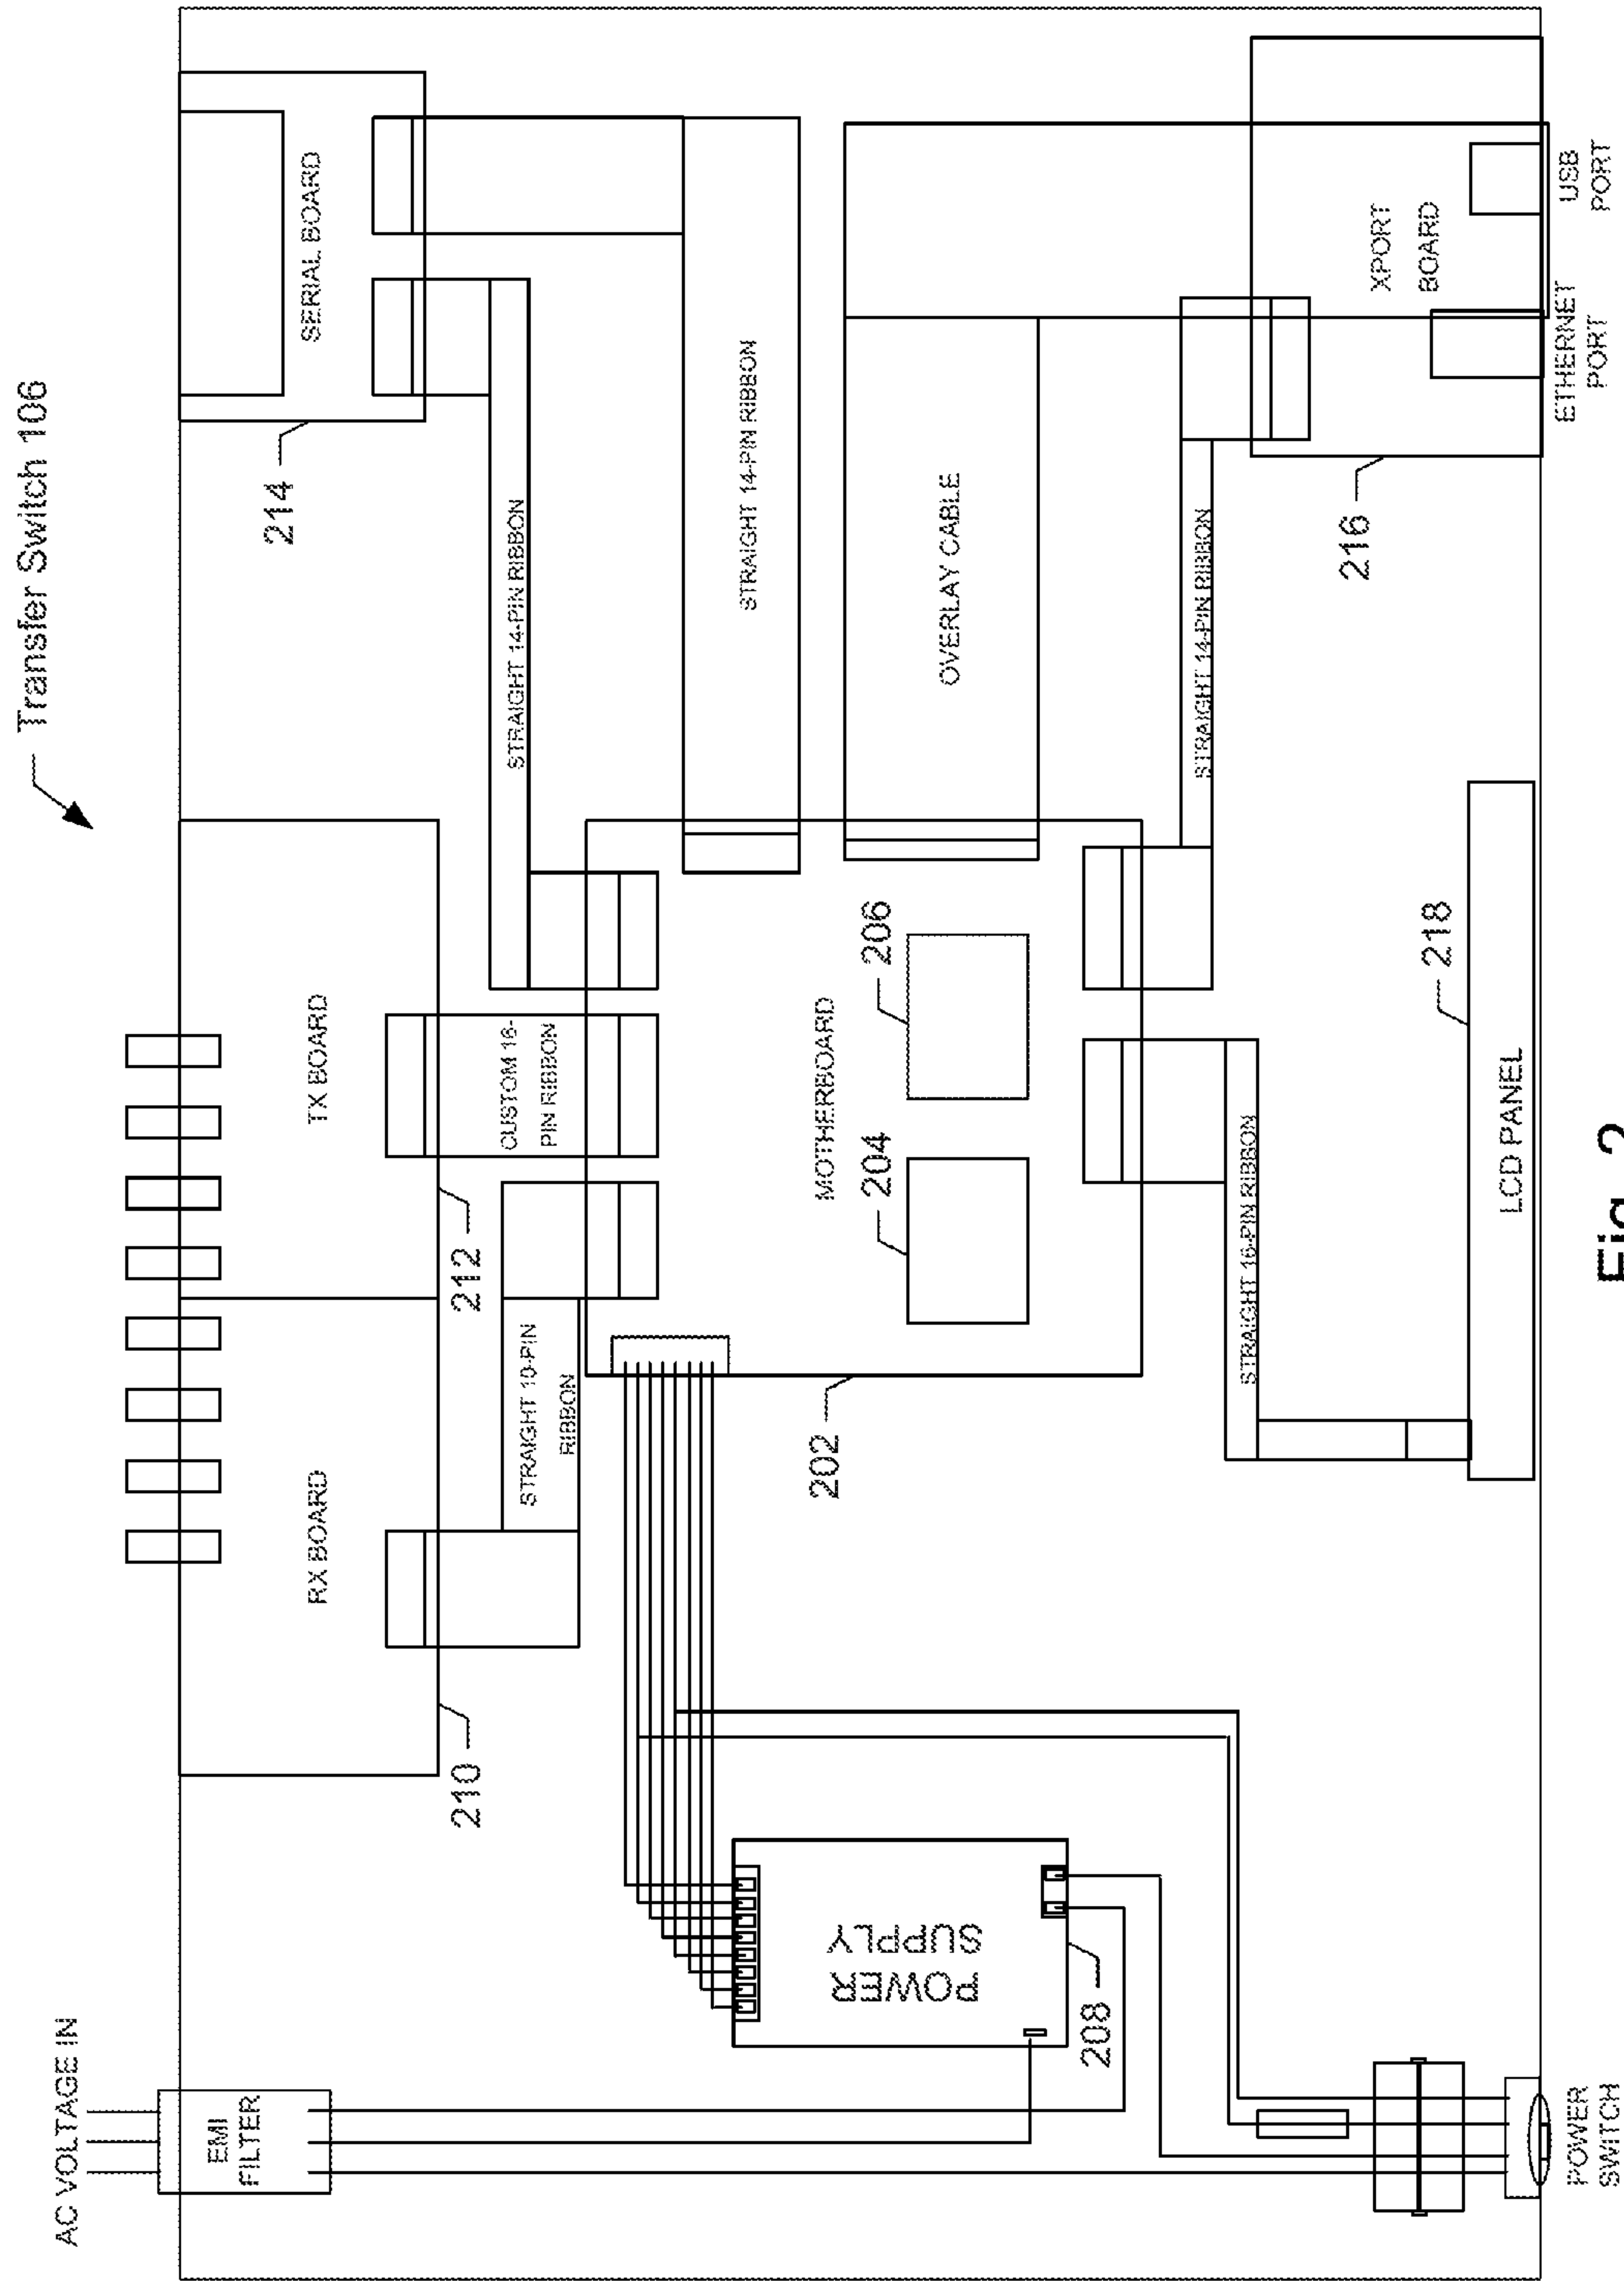 Transfer Switch 106
AC VOLTAGE IN
EMI
FILTER
RX BOARD
TX BOARD
SERIAL BOARD
210
212
214
STRAIGHT 10-PIN
RIBBON
CUSTOM 16-
PIN RIBBON
STRAIGHT 14-PIN RIBBON
STRAIGHT 14-PIN RIBBON
POWER
SUPPLY
208
202
MOTHERBOARD
204
206
OVERLAY CABLE
STRAIGHT 14-PIN RIBBON
STRAIGHT 16-PIN RIBBON
216
XPORT
BOARD
218
LCD PANEL
POWER
SWITCH
ETHERNET
PORT
USB
PORT
Fig. 2